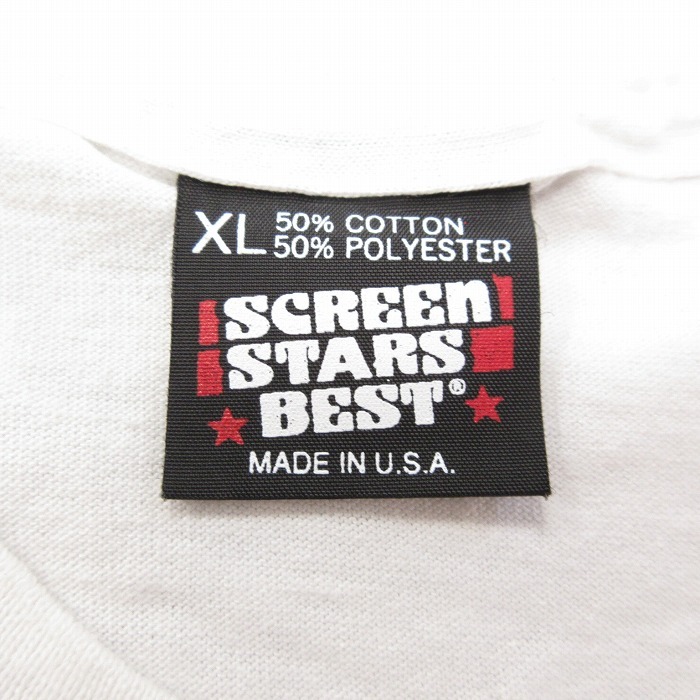 XL 50% COTTON
50% POLYESTER
SCREEN
STARS
BEST®
MADE IN U.S.A.